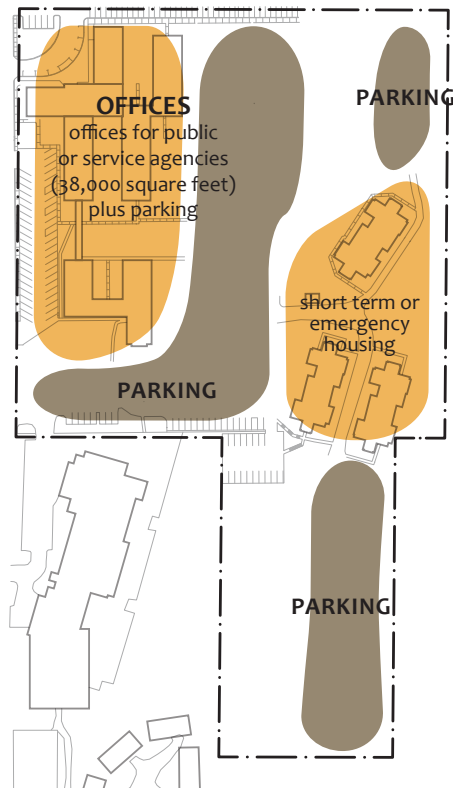 OFFICES
offices for public
or service agencies
(38,000 square feet)
plus parking
PARKING
short term or
emergency
housing
PARKING
PARKING